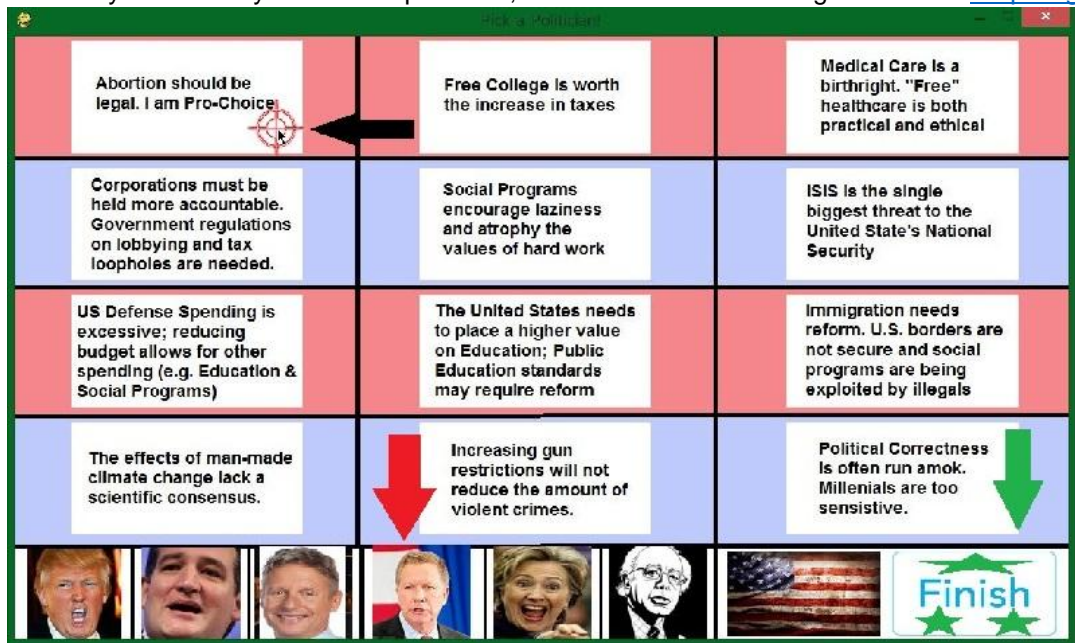 Pick a
Abortion should be
legal. I am Pro-Choice
Free College is worth
the increase in taxes
Medical Care is a
birthright. "Free"
healthcare is both
practical and ethical
Corporations must be
held more accountable.
Government regulations
on lobbying and tax
loopholes are needed.
Social Programs
encourage laziness
and atrophy the
values of hard work
ISIS is the single
biggest threat to the
United State's National
Security
US Defense Spending is
excessive; reducing
budget allows for other
spending (e.g. Education &
Social Programs)
The United States needs
to place a higher value
on Education; Public
Education standards
may require reform
Immigration needs
reform. U.S. borders are
not secure and social
programs are being
exploited by illegals
The effects of man-made
climate change lack a
scientific consensus.
Increasing gun
restrictions will not
reduce the amount of
violent crimes.
Political Correctness
is often run amok.
Millenials are too
sensistive.
Finish